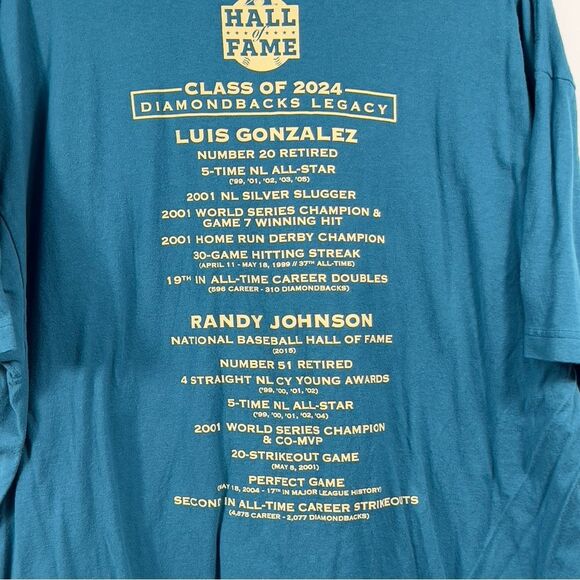 HALL
of
FAME
CLASS OF 2024
DIAMONDBACKS LEGACY
LUIS GONZALEZ
NUMBER 20 RETIRED
5-TIME NL ALL-STAR
('99, '01, '02, '03, '05)
2001 NL SILVER SLUGGER
2001 WORLD SERIES CHAMPION &
GAME 7 WINNING HIT
2001 HOME RUN DERBY CHAMPION
30-GAME HITTING STREAK
(APRIL 11 - MAY 18, 1999 // 37TH ALL-TIME)
19TH IN ALL-TIME CAREER DOUBLES
(596 CAREER - 310 DIAMONDBACKS)
RANDY JOHNSON
NATIONAL BASEBALL HALL OF FAME
(2015)
NUMBER 51 RETIRED
4 STRAIGHT NL CY YOUNG AWARDS
('99, '00, '01, '02)
5-TIME NL ALL-STAR
('99, '00, '01, '02, '04)
2001 WORLD SERIES CHAMPION
& CO-MVP
20-STRIKEOUT GAME
(MAY 8, 2001)
PERFECT GAME
(MAY 18, 2004 - 17TH IN MAJOR LEAGUE HISTORY)
SECOND IN ALL-TIME CAREER STRIKEOUTS
(4,875 CAREER - 2,077 DIAMONDBACKS)